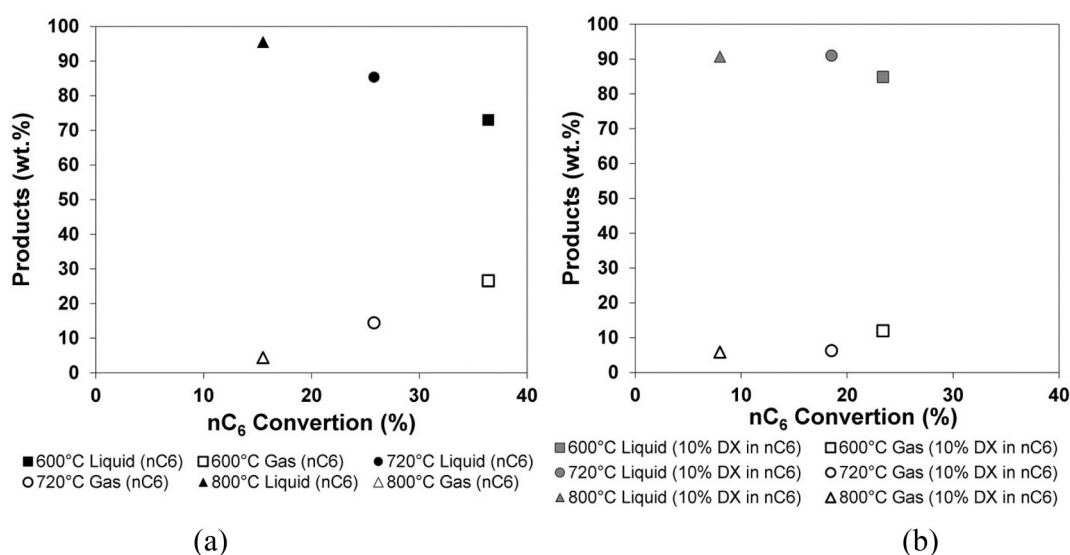 100
90
80
70
60
50
40
30
20
10
0
Products (wt.%)
0 10 20 30 40
nC6 Convertion (%)
600°C Liquid (nC6) 600°C Gas (nC6) 720°C Liquid (nC6)
720°C Gas (nC6) 800°C Liquid (nC6) 800°C Gas (nC6)
(a)
100
90
80
70
60
50
40
30
20
10
0
Products (wt.%)
0 10 20 30 40
nC6 Convertion (%)
600°C Liquid (10% DX in nC6) 600°C Gas (10% DX in nC6)
720°C Liquid (10% DX in nC6) 720°C Gas (10% DX in nC6)
800°C Liquid (10% DX in nC6) 800°C Gas (10% DX in nC6)
(b)